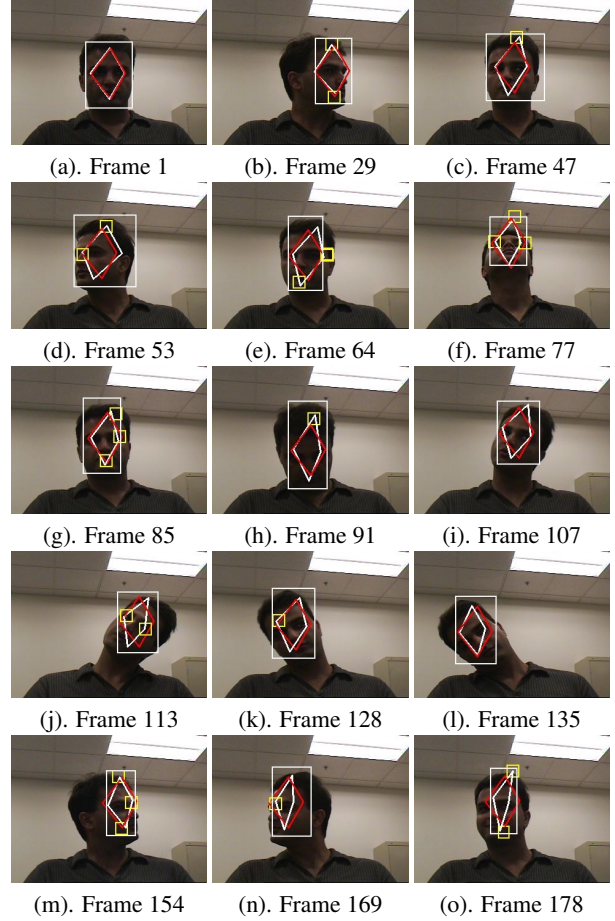 (a). Frame 1 (b). Frame 29 (c). Frame 47
(d). Frame 53 (e). Frame 64 (f). Frame 77
(g). Frame 85 (h). Frame 91 (i). Frame 107
(j). Frame 113 (k). Frame 128 (l). Frame 135
(m). Frame 154 (n). Frame 169 (o). Frame 178